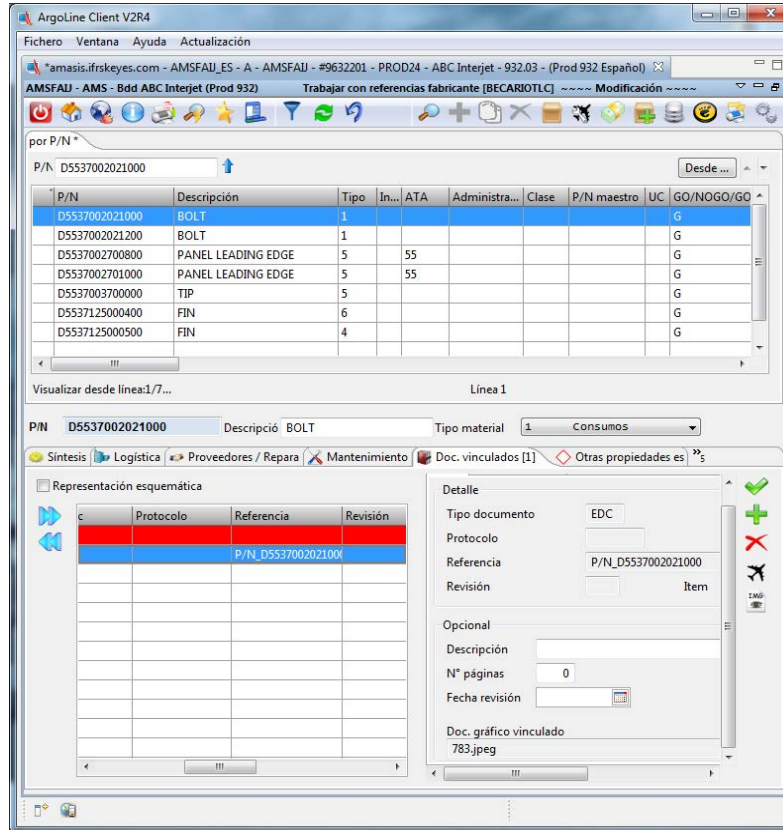 ArgoLine Client V2R4
Fichero Ventana Ayuda Actualización
*amasis.ifrskeyes.com - AMSFAIJ_ES - A - AMSFAIJ - #9632201 - PROD24 - ABC Interjet - 932.03 - (Prod 932 Español)
AMSFAIJ - AMS - Bdd ABC Interjet (Prod 932) Trabajar con referencias fabricante [BECARIOTLC] ~~~~ Modificación ~~~~
por P/N *
P/N D5537002021000 Desde ...
P/N Descripción Tipo In... ATA Administra... Clase P/N maestro UC GO/NOGO/GO
D5537002021000 BOLT 1 G
D5537002021200 BOLT 1 G
D5537002700800 PANEL LEADING EDGE 5 55 G
D5537002701000 PANEL LEADING EDGE 5 55 G
D5537003700000 TIP 5 G
D5537125000400 FIN 6 G
D5537125000500 FIN 4 G
Visualizar desde línea:1/7... Línea 1
P/N D5537002021000 Descripció BOLT Tipo material 1 Consumos
Síntesis Logística Proveedores / Repara Mantenimiento Doc. vinculados [1] Otras propiedades es »5
Representación esquemática
c Protocolo Referencia Revisión
P/N_D5537002021000
Detalle
Tipo documento EDC
Protocolo
Referencia P/N_D5537002021000
Revisión Item
IMG
Opcional
Descripción
N° páginas 0
Fecha revisión
Doc. gráfico vinculado
783.jpeg